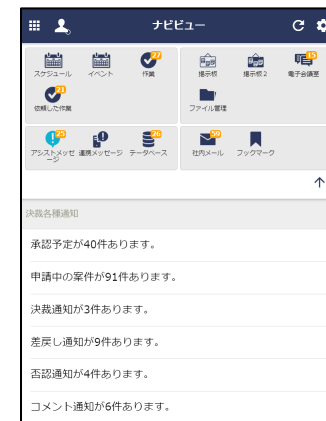 ナビビュー
スケジュール イベント 作業 27
掲示板 掲示板2 電子会議室 15
依頼した作業 21
ファイル管理
アシストメッセージ 25 連携メッセージ データベース 26
社内メール 59 ブックマーク
決裁各種通知
承認予定が40件あります。
申請中の案件が91件あります。
決裁通知が3件あります。
差戻し通知が9件あります。
否認通知が4件あります。
コメント通知が6件あります。